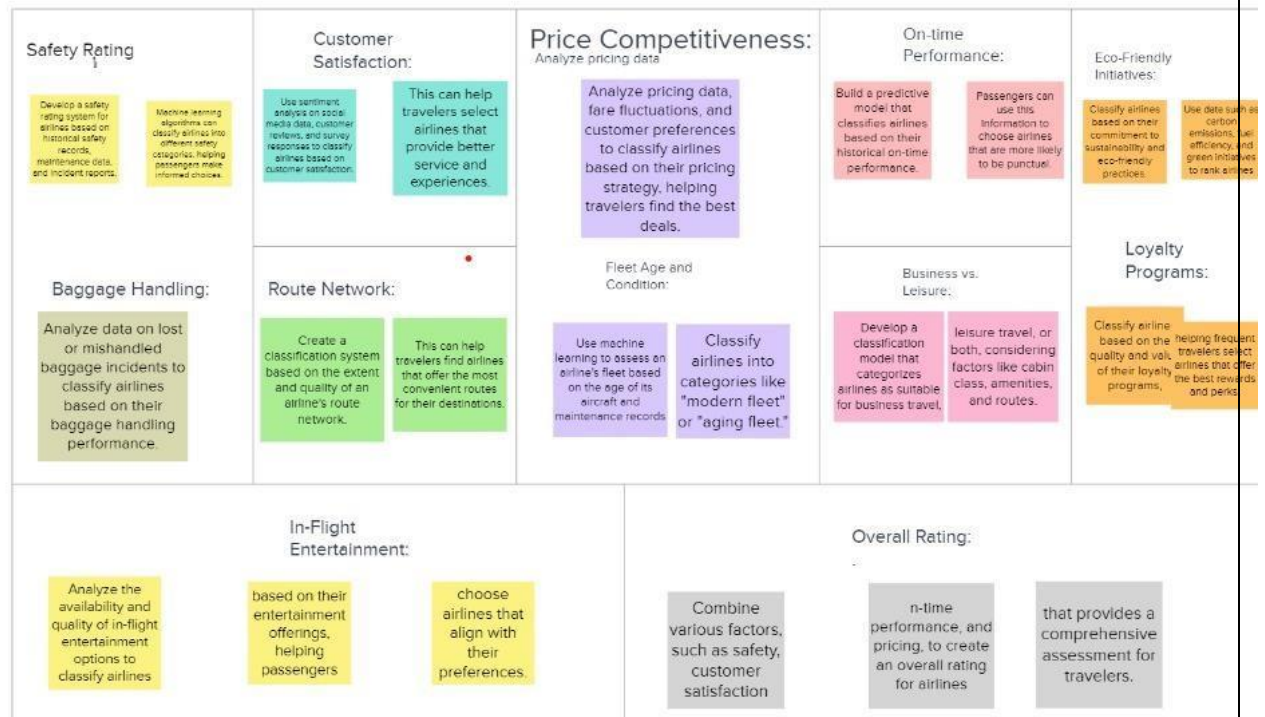 Safety Rating
Develop a safety
rating system for
airlines based on
historical safety
records,
maintenance data,
and incident reports.
Machine learning
algorithms can
classify airlines into
different safety
categories, helping
passengers make
informed choices.
Customer
Satisfaction:
Use sentiment
analysis on social
media data, customer
reviews, and survey
responses to classify
airlines based on
customer satisfaction.
This can help
travelers select
airlines that
provide better
service and
experiences.
Price Competitiveness:
Analyze pricing data
Analyze pricing data,
fare fluctuations, and
customer preferences
to classify airlines
based on their pricing
strategy, helping
travelers find the best
deals.
On-time
Performance:
Build a predictive
model that
classifies airlines
based on their
historical on-time
performance.
Passengers can
use this
Information to
choose airlines
that are more likely
to be punctual.
Eco-Friendly
Initiatives:
Classify airlines
based on their
commitment to
sustainability and
eco-friendly
practices.
Use data such as
carbon
emissions, fuel
efficiency, and
green initiatives
to rank airlines
Baggage Handling:
Analyze data on lost
or mishandled
baggage incidents to
classify airlines
based on their
baggage handling
performance.
Route Network:
Create a
classification system
based on the extent
and quality of an
airline's route
network.
This can help
travelers find airlines
that offer the most
convenient routes
for their destinations.
Fleet Age and
Condition:
Use machine
learning to assess an
airline's fleet based
on the age of its
aircraft and
maintenance records
Classify
airlines into
categories like
"modern fleet"
or "aging fleet."
Business vs.
Leisure:
Develop a
classification
model that
categorizes
airlines as suitable
for business travel,
leisure travel, or
both, considering
factors like cabin
class, amenities,
and routes.
Loyalty
Programs:
Classify airline
based on the
quality and valu
of their loyalty
programs,
helping frequent
travelers select
airlines that offer
the best rewards
and perks.
In-Flight
Entertainment:
Analyze the
availability and
quality of in-flight
entertainment
options to
classify airlines
based on their
entertainment
offerings,
helping
passengers
choose
airlines that
align with
their
preferences.
Overall Rating:
Combine
various factors,
such as safety,
customer
satisfaction
n-time
performance, and
pricing, to create
an overall rating
for airlines
that provides a
comprehensive
assessment for
travelers.